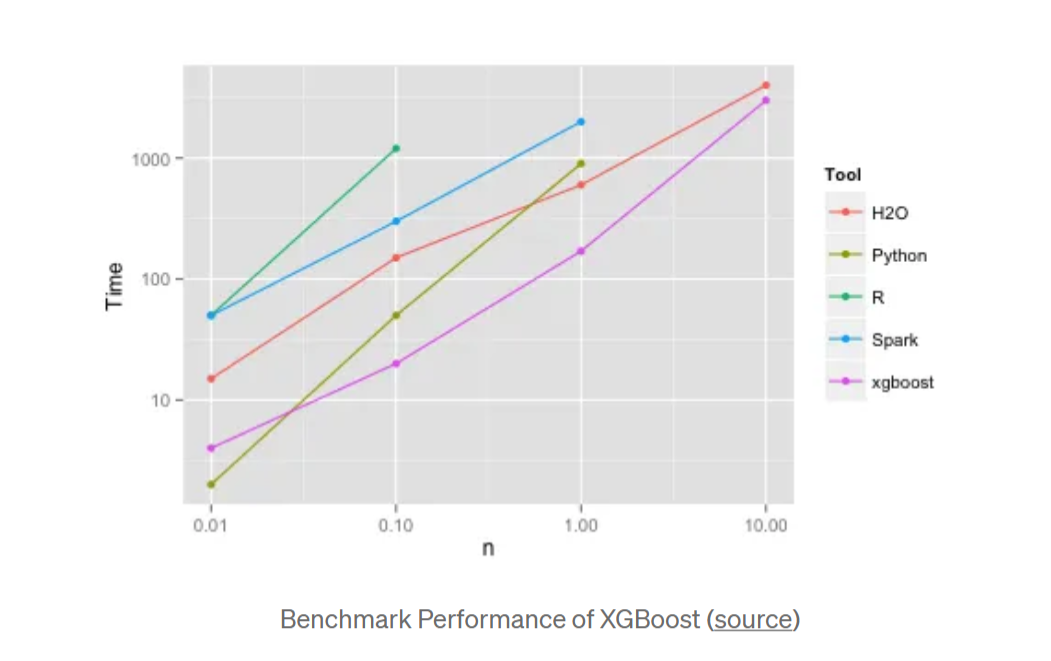 1000
100
10
Time
0.01 0.10 1.00 10.00
n
Tool
H2O
Python
R
Spark
xgboost
Benchmark Performance of XGBoost (source)